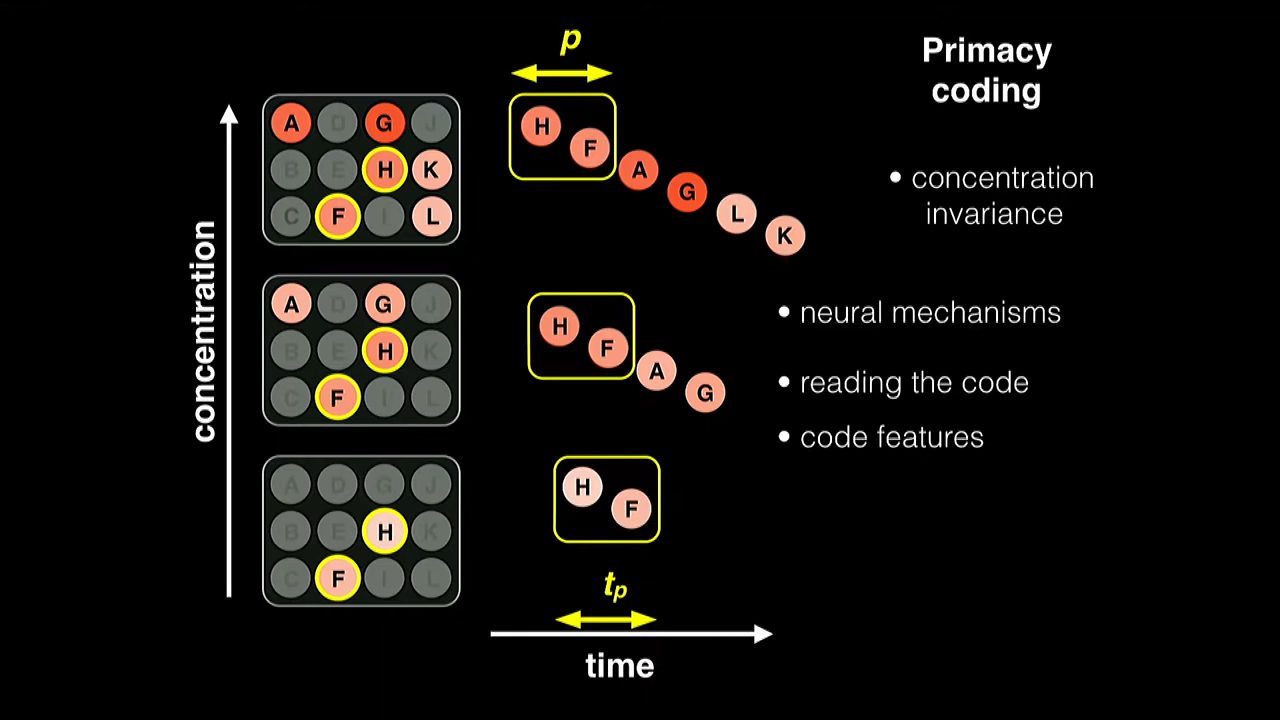 p
Primacy
coding
A D G J
B E H K
C F I L
H F A G L K
• concentration
invariance
concentration
A D G J
B E H K
C F I L
H F A G
• neural mechanisms
• reading the code
• code features
A D G J
B E H K
C F I L
H F
tp
time